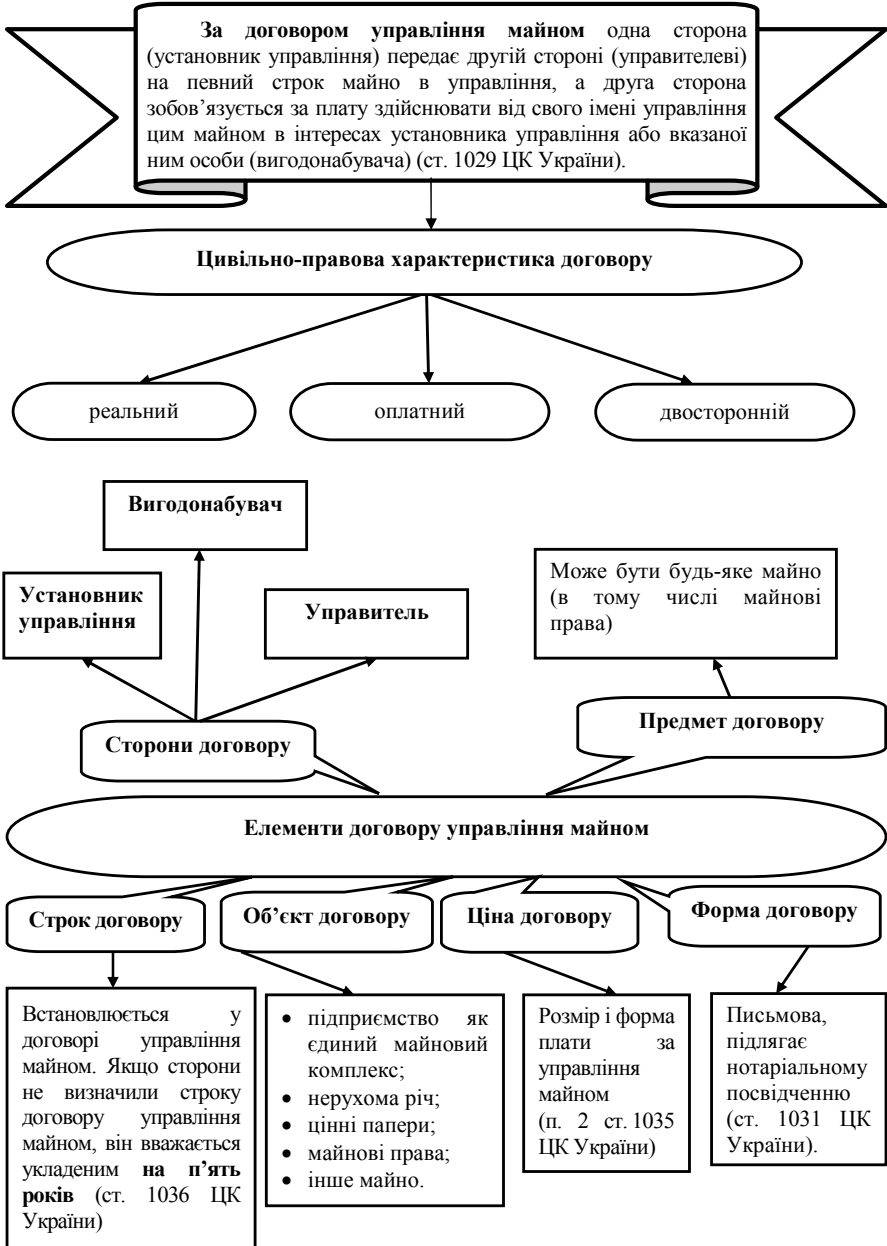 За договором управління майном одна сторона
(установник управління) передає другій стороні (управителеві)
на певний строк майно в управління, а друга сторона
зобов’язується за плату здійснювати від свого імені управління
цим майном в інтересах установника управління або вказаної
ним особи (вигодонабувача) (ст. 1029 ЦК України).
Цивільно-правова характеристика договору
реальний
оплатний
двосторонній
Вигодонабувач
Установник
управління
Управитель
Може бути будь-яке майно
(в тому числі майнові
права)
Сторони договору
Предмет договору
Елементи договору управління майном
Строк договору
Об’єкт договору
Ціна договору
Форма договору
Встановлюється у
договорі управління
майном. Якщо сторони
не визначили строку
договору управління
майном, він вважається
укладеним на п’ять
років (ст. 1036 ЦК
України)
• підприємство як
єдиний майновий
комплекс;
• нерухома річ;
• цінні папери;
• майнові права;
• інше майно.
Розмір і форма
плати за
управління
майном
(п. 2 ст. 1035
ЦК України)
Письмова,
підлягає
нотаріальному
посвідченню
(ст. 1031 ЦК
України).